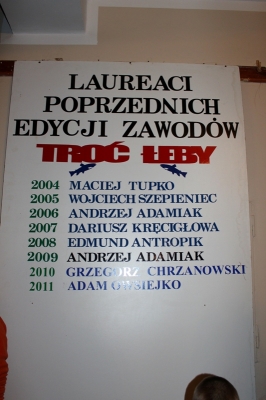 LAUREACI
POPRZEDNICH
EDYCJI ZAWODÓW
TROĆ ŁEBY
2004 MACIEJ TUPKO
2005 WOJCIECH SZEPIENIEC
2006 ANDRZEJ ADAMIAK
2007 DARIUSZ KRĘCIGŁOWA
2008 EDMUND ANTROPIK
2009 ANDRZEJ ADAMIAK
2010 GRZEGORZ CHRZANOWSKI
2011 ADAM OWSIEJKO